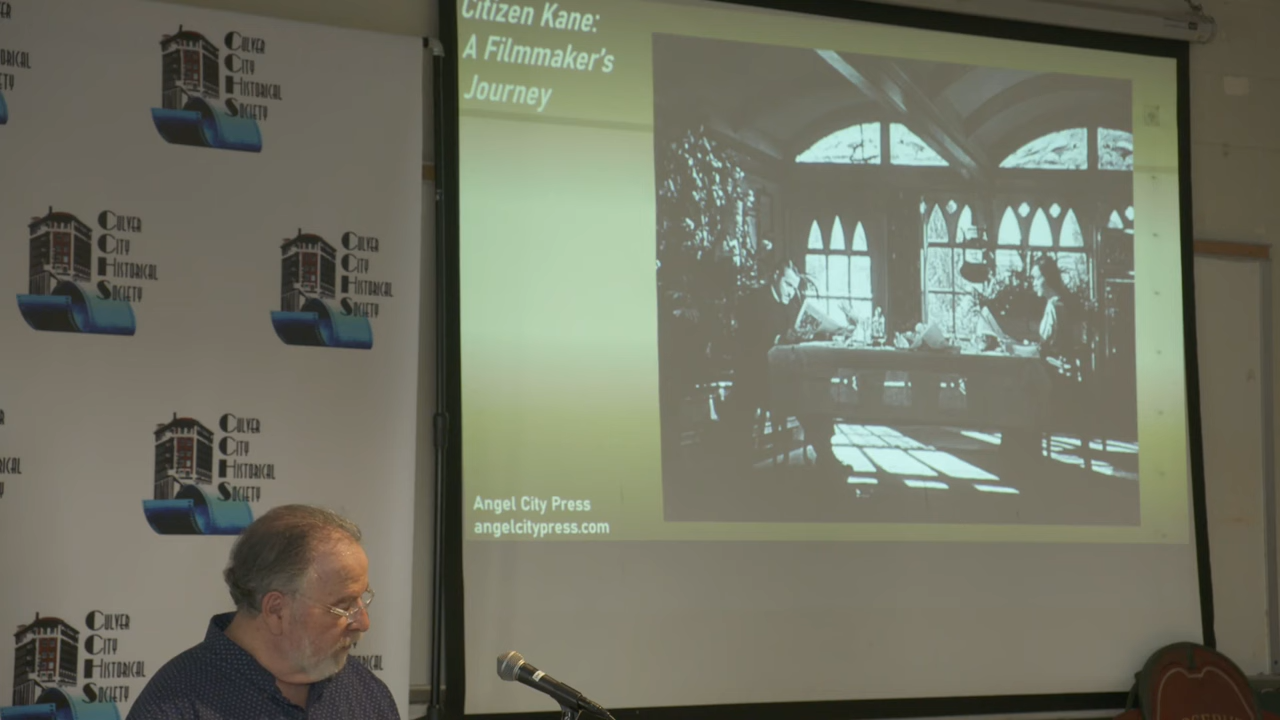 CULVER
CITY
HISTORICAL
SOCIETY
CULVER
CITY
HISTORICAL
SOCIETY
CULVER
CITY
HISTORICAL
SOCIETY
CULVER
CITY
HISTORICAL
SOCIETY
CULVER
CITY
HISTORICAL
SOCIETY
Citizen Kane:
A Filmmaker's
Journey
Angel City Press
angelcitypress.com